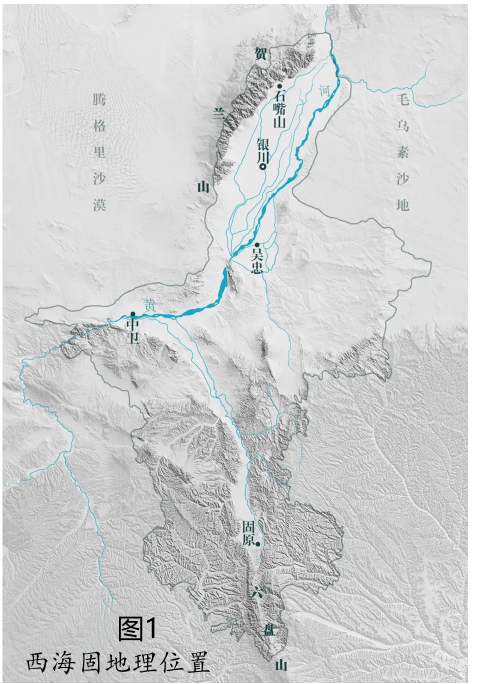 贺兰山
石嘴山
河
腾格里沙漠
毛乌素沙地
银川
吴忠
黄
中卫
固原
六盘山
图1
西海固地理位置